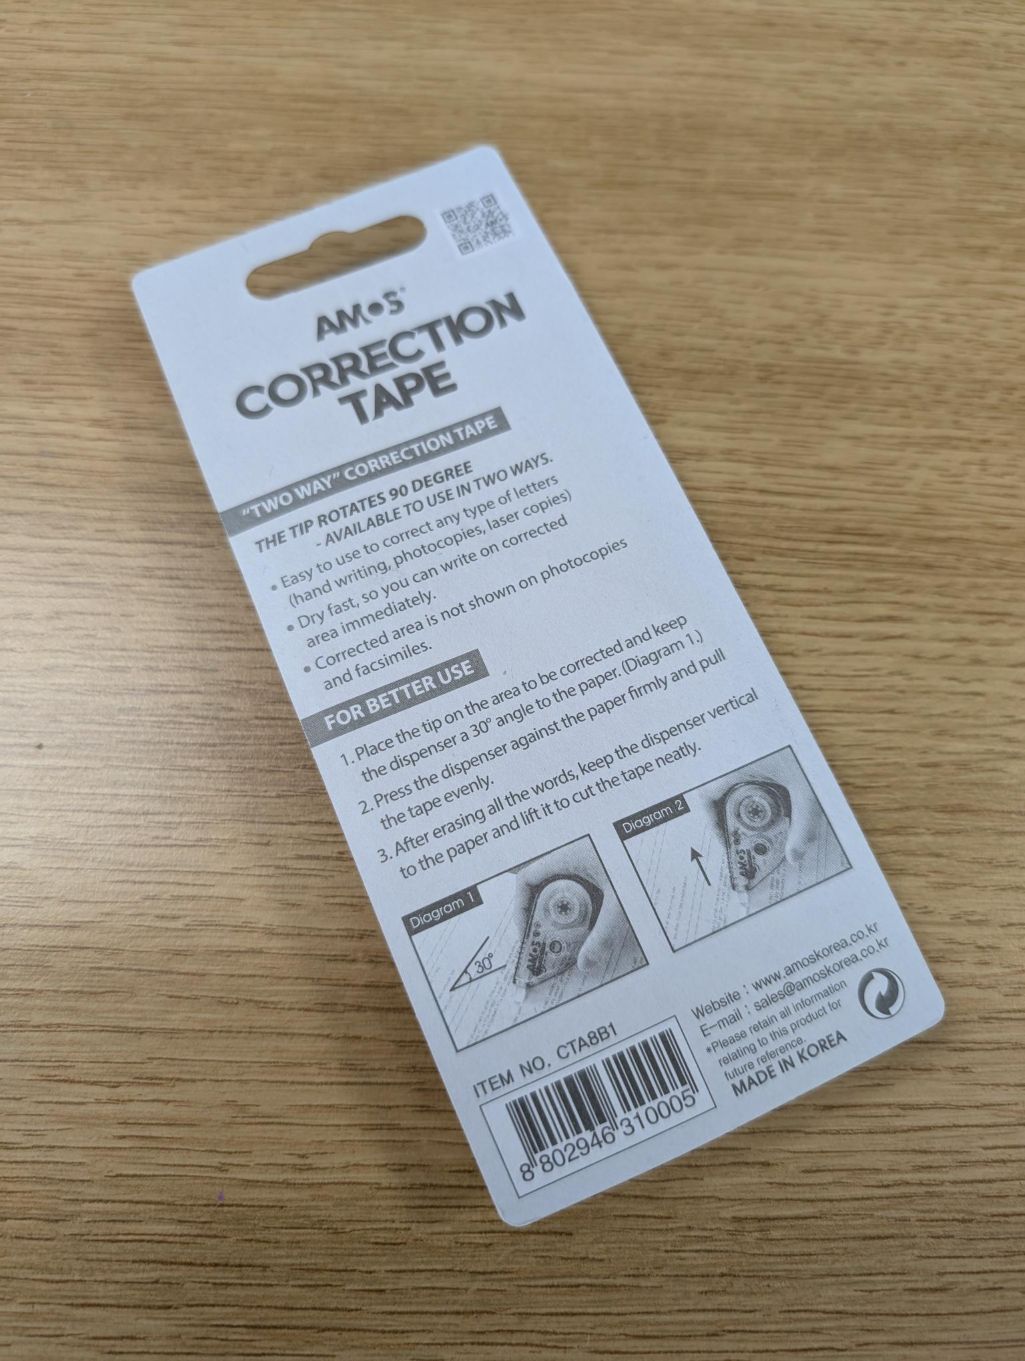 AMOS
CORRECTION
TAPE
"TWO WAY" CORRECTION TAPE
THE TIP ROTATES 90 DEGREE
- AVAILABLE TO USE IN TWO WAYS.
• Easy to use to correct any type of letters
(hand writing, photocopies, laser copies)
• Dry fast, so you can write on corrected
area immediately.
• Corrected area is not shown on photocopies
and facsimiles.
FOR BETTER USE
1. Place the tip on the area to be corrected and keep
the dispenser a 30° angle to the paper. (Diagram 1.)
2. Press the dispenser against the paper firmly and pull
the tape evenly.
3. After erasing all the words, keep the dispenser vertical
to the paper and lift it to cut the tape neatly.
Diagram 1
30°
AMOS
Diagram 2
AMOS
ITEM NO. CTA8B1
8 802946 310005
Website : www.amoskorea.co.kr
E-mail : sales@amoskorea.co.kr
*Please retain all information
relating to this product for
future reference.
MADE IN KOREA